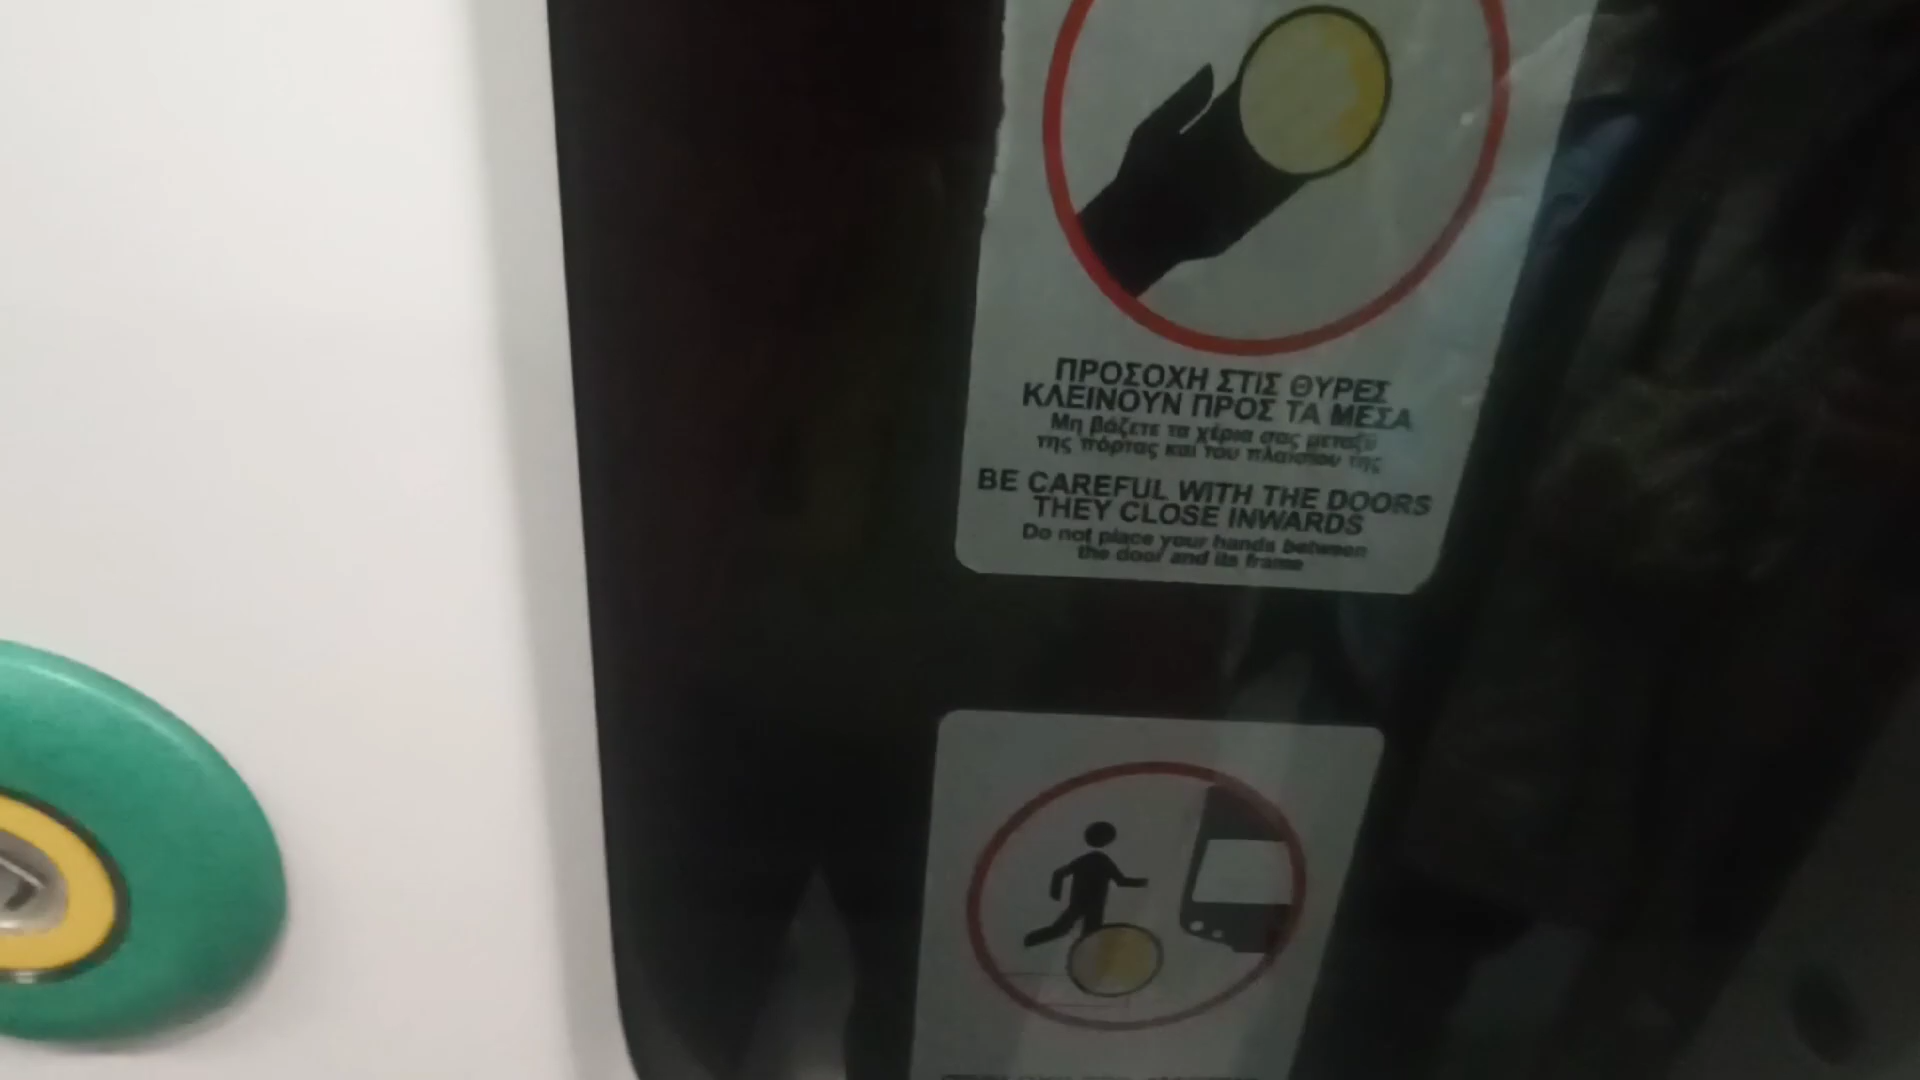 ΠΡΟΣΟΧΗ ΣΤΙΣ ΘΥΡΕΣ
ΚΛΕΙΝΟΥΝ ΠΡΟΣ ΤΑ ΜΕΣΑ
Μη βάζετε τα χέρια σας μεταξύ
της πόρτας και του πλαισίου της
BE CAREFUL WITH THE DOORS
THEY CLOSE INWARDS
Do not place your hands between
the door and its frame